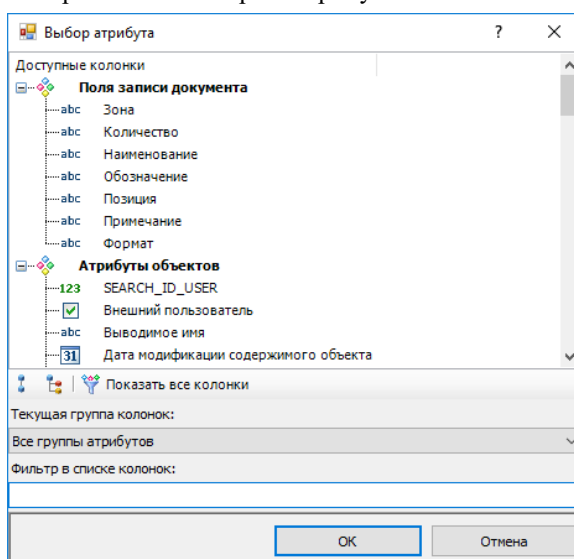 Выбор атрибута ?
Доступные колонки
Поля записи документа
abc Зона
abc Количество
abc Наименование
abc Обозначение
abc Позиция
abc Примечание
abc Формат
Атрибуты объектов
123 SEARCH_ID_USER
Внешний пользователь
abc Выводимое имя
31 Дата модификации содержимого объекта
Показать все колонки
Текущая группа колонок:
Все группы атрибутов
Фильтр в списке колонок:
OK Отмена